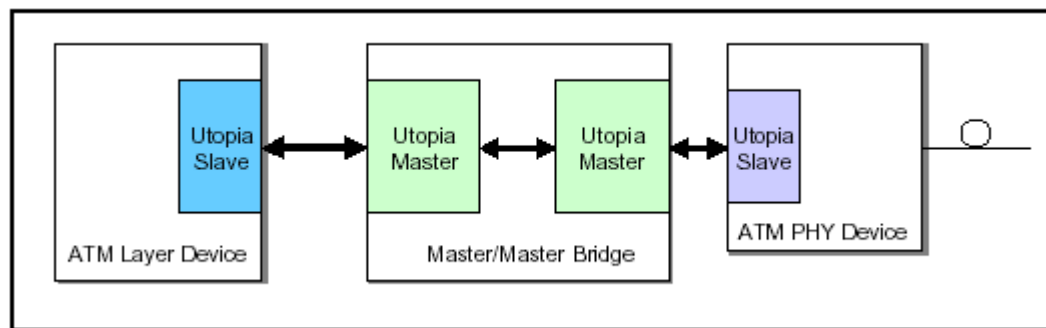 Utopia
Slave
ATM Layer Device
Utopia
Master
Utopia
Master
Master/Master Bridge
Utopia
Slave
ATM PHY Device